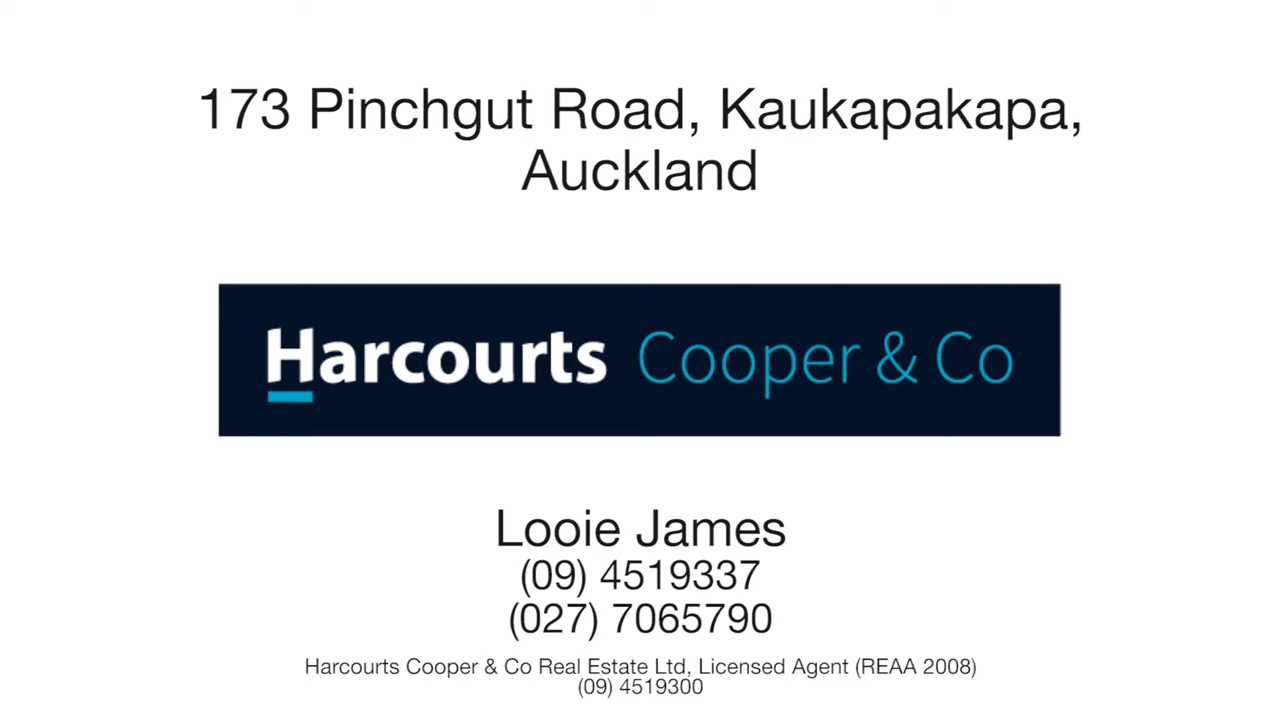 173 Pinchgut Road, Kaukapakapa,
Auckland
Harcourts Cooper & Co
Looie James
(09) 4519337
(027) 7065790
Harcourts Cooper & Co Real Estate Ltd, Licensed Agent (REAA 2008)
(09) 4519300